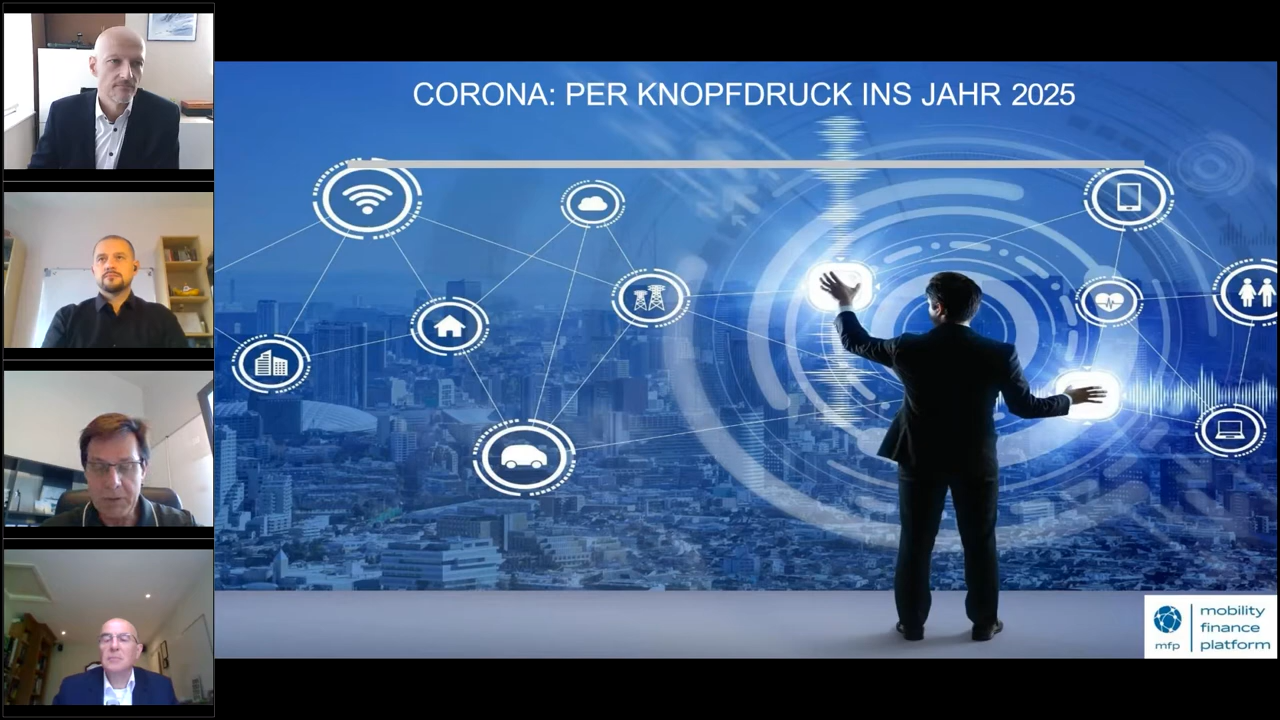 CORONA: PER KNOPFDRUCK INS JAHR 2025
mobility
finance
platform
mfp